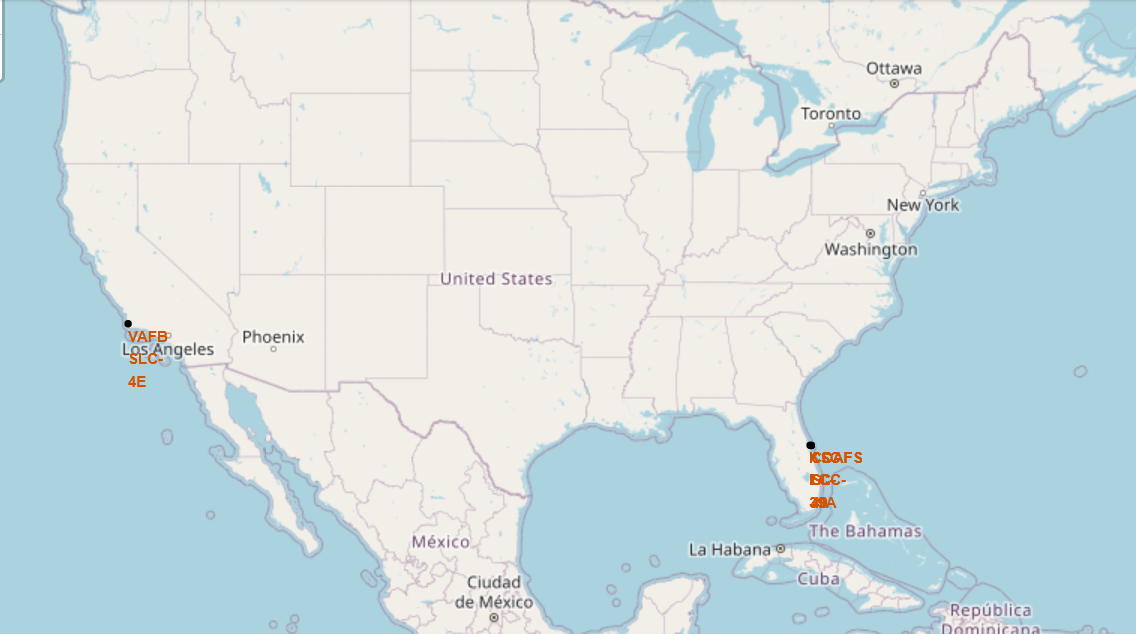 Ottawa
Toronto
New York
Washington
United States
VAFB
SLC-
4E
Los Angeles
Phoenix
The Bahamas
La Habana
Cuba
México
Ciudad
de México
República
Dominicana